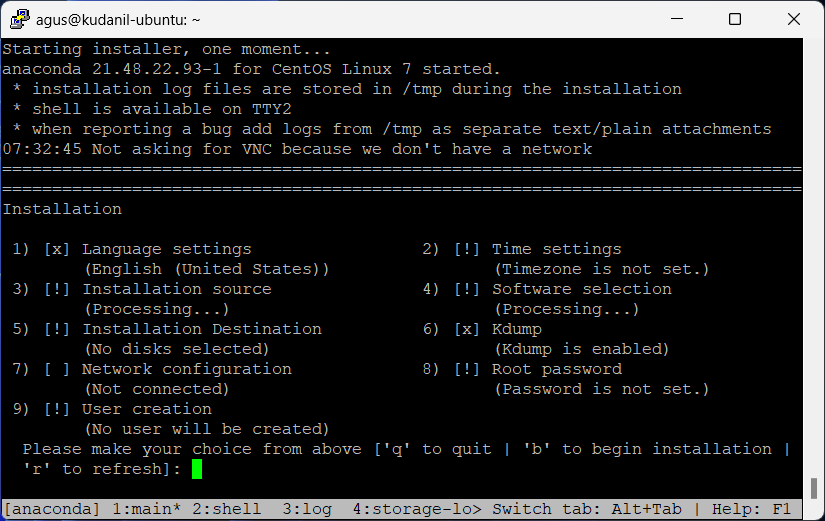 agus@kudanil-ubuntu: ~
Starting installer, one moment...
anaconda 21.48.22.93-1 for CentOS Linux 7 started.
 * installation log files are stored in /tmp during the installation
 * shell is available on TTY2
 * when reporting a bug add logs from /tmp as separate text/plain attachments
07:32:45 Not asking for VNC because we don't have a network
================================================================================
================================================================================
Installation
 1) [x] Language settings                 2) [!] Time settings
        (English (United States))                (Timezone is not set.)
 3) [!] Installation source               4) [!] Software selection
        (Processing...)                          (Processing...)
 5) [!] Installation Destination          6) [x] Kdump
        (No disks selected)                      (Kdump is enabled)
 7) [ ] Network configuration             8) [!] Root password
        (Not connected)                          (Password is not set.)
 9) [!] User creation
        (No user will be created)
  Please make your choice from above ['q' to quit | 'b' to begin installation |
  'r' to refresh]:
[anaconda] 1:main* 2:shell  3:log  4:storage-lo> Switch tab: Alt+Tab | Help: F1